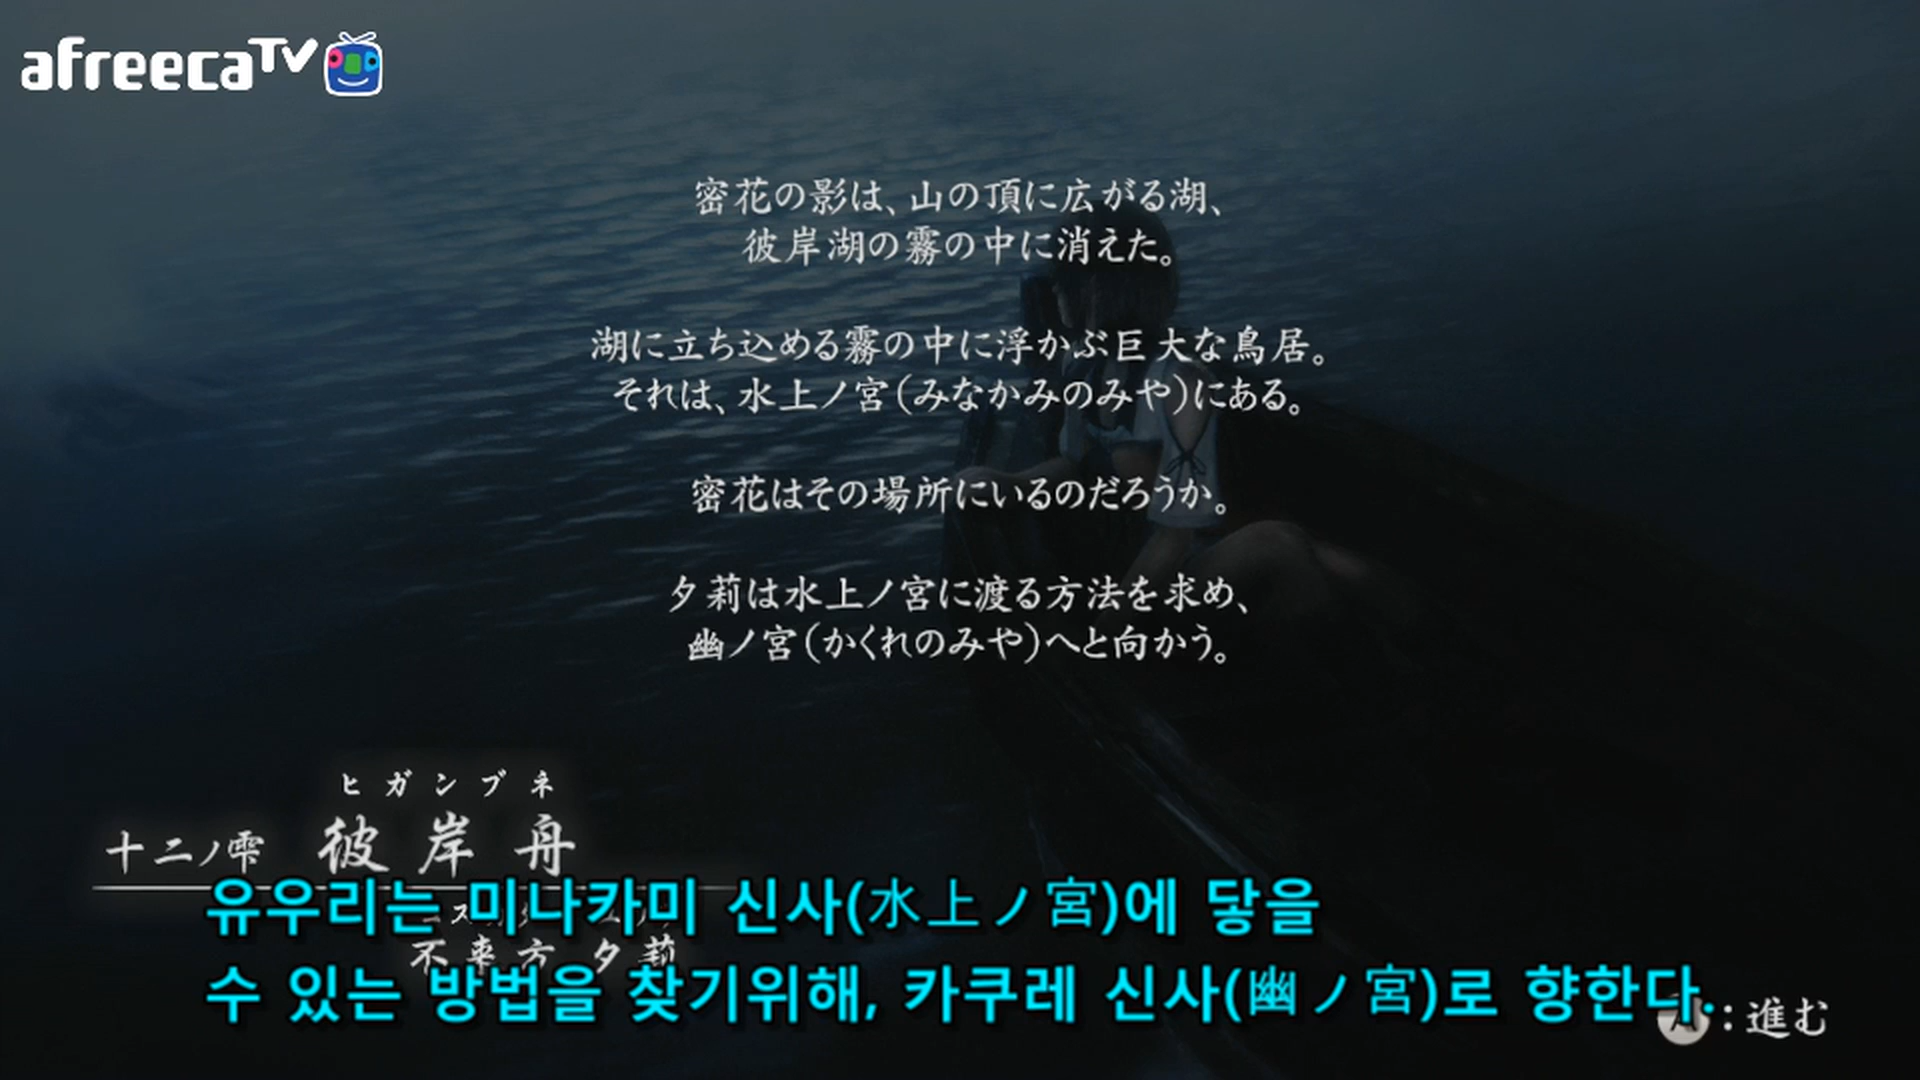 afreecaTV
密花の影は、山の頂に広がる湖、
彼岸湖の霧の中に消えた。
湖に立ち込める霧の中に浮かぶ巨大な鳥居。
それは、水上ノ宮(みなかみのみや)にある。
密花はその場所にいるのだろうか。
夕莉は水上ノ宮に渡る方法を求め、
幽ノ宮(かくれのみや)へと向かう。
ヒガンブネ
十二ノ雫 彼岸舟
不来方 夕莉
유우리는 미나카미 신사(水上ノ宮)에 닿을
수 있는 방법을 찾기위해, 카쿠레 신사(幽ノ宮)로 향한다.
A:進む